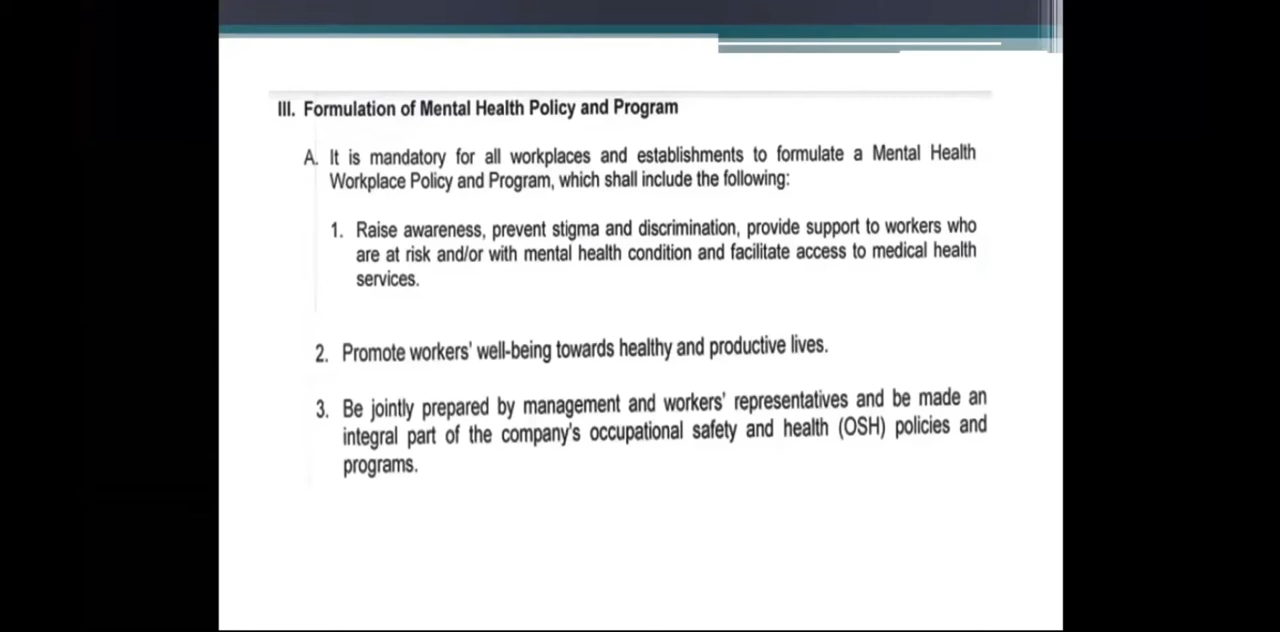 III. Formulation of Mental Health Policy and Program
A. It is mandatory for all workplaces and establishments to formulate a Mental Health
Workplace Policy and Program, which shall include the following:
1. Raise awareness, prevent stigma and discrimination, provide support to workers who
are at risk and/or with mental health condition and facilitate access to medical health
services.
2. Promote workers' well-being towards healthy and productive lives.
3. Be jointly prepared by management and workers' representatives and be made an
integral part of the company's occupational safety and health (OSH) policies and
programs.